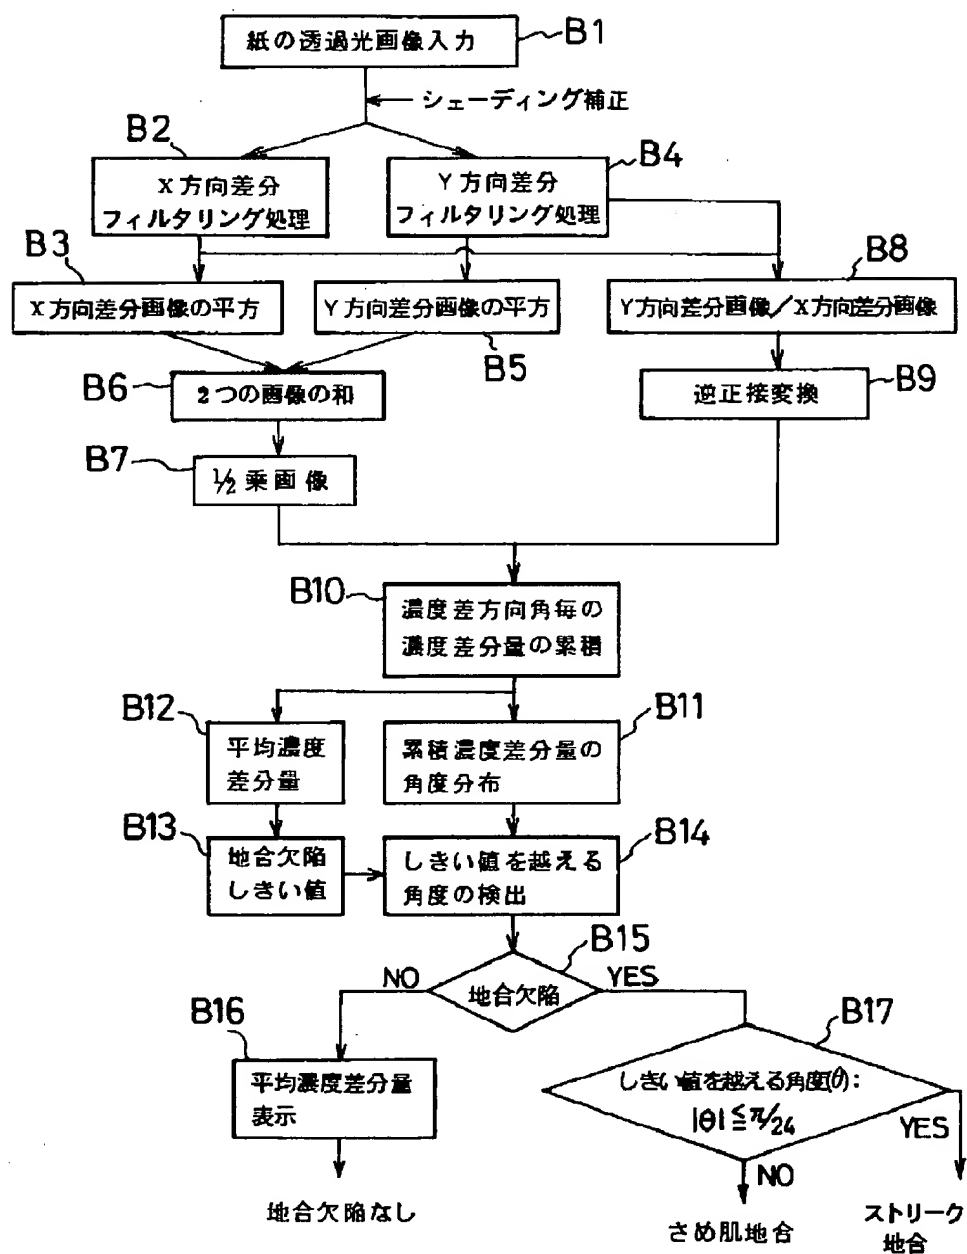 紙の透過光画像入力
B1
シェーディング補正
B2
X方向差分
フィルタリング処理
B4
Y方向差分
フィルタリング処理
B3
X方向差分画像の平方
Y方向差分画像の平方
B5
B8
Y方向差分画像/X方向差分画像
B6
2つの画像の和
逆正接変換
B9
B7
1/2乗画像
B10
濃度差方向角毎の
濃度差分量の累積
B12
平均濃度
差分量
B11
累積濃度差分量の
角度分布
B13
地合欠陥
しきい値
B14
しきい値を越える
角度の検出
B15
地合欠陥
NO
YES
B16
平均濃度差分量
表示
地合欠陥なし
B17
しきい値を越える角度(θ):
|θ|≦π/24
YES
NO
さめ肌地合
ストリーク
地合